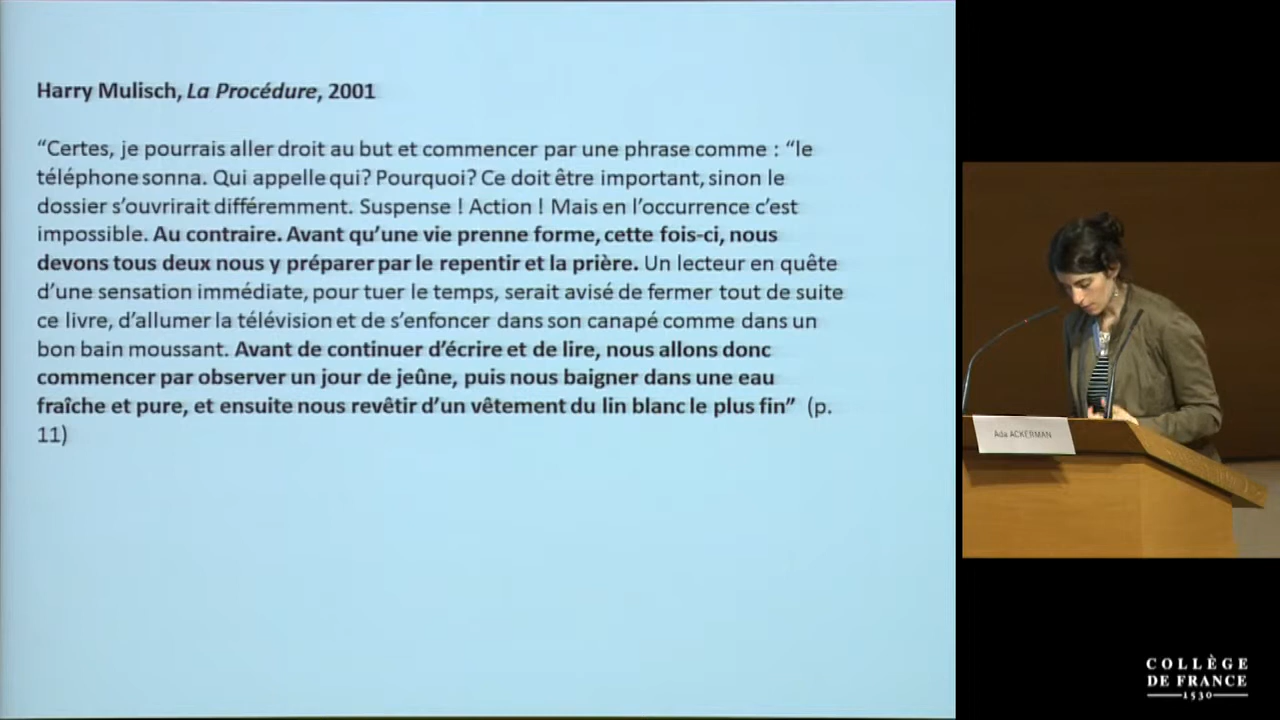 Harry Mulisch, La Procédure, 2001
“Certes, je pourrais aller droit au but et commencer par une phrase comme : “le
téléphone sonna. Qui appelle qui? Pourquoi? Ce doit être important, sinon le
dossier s’ouvrirait différemment. Suspense ! Action ! Mais en l’occurrence c’est
impossible. Au contraire. Avant qu’une vie prenne forme, cette fois-ci, nous
devons tous deux nous y préparer par le repentir et la prière. Un lecteur en quête
d’une sensation immédiate, pour tuer le temps, serait avisé de fermer tout de suite
ce livre, d’allumer la télévision et de s’enfoncer dans son canapé comme dans un
bon bain moussant. Avant de continuer d’écrire et de lire, nous allons donc
commencer par observer un jour de jeûne, puis nous baigner dans une eau
fraîche et pure, et ensuite nous revêtir d’un vêtement du lin blanc le plus fin” (p.
11)
Ada ACKERMAN
COLLÈGE
DE FRANCE
1530